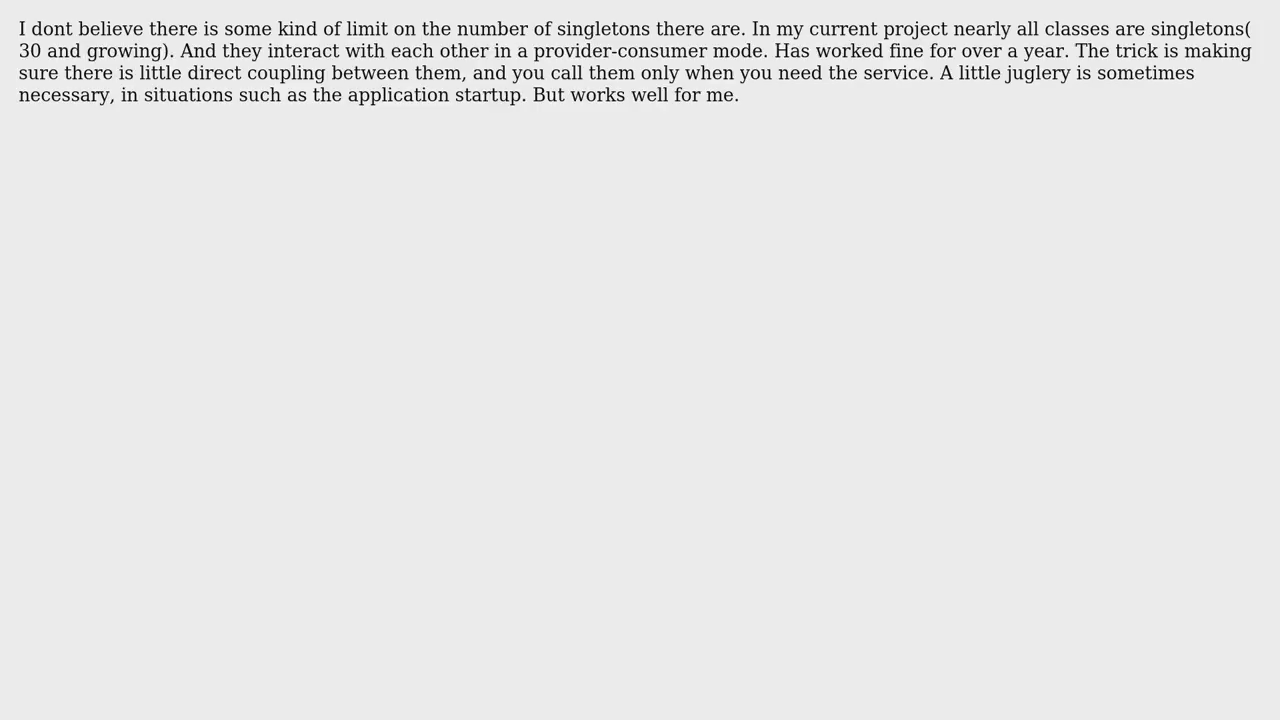 I dont believe there is some kind of limit on the number of singletons there are. In my current project nearly all classes are singletons(
30 and growing). And they interact with each other in a provider-consumer mode. Has worked fine for over a year. The trick is making
sure there is little direct coupling between them, and you call them only when you need the service. A little juglery is sometimes
necessary, in situations such as the application startup. But works well for me.